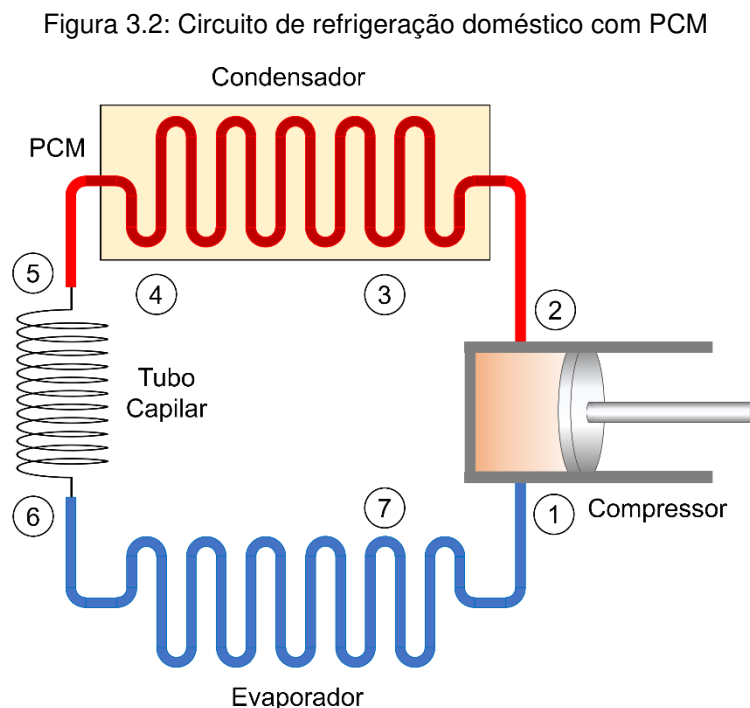 Figura 3.2: Circuito de refrigeração doméstico com PCM
Condensador
PCM
5
4
3
2
Tubo
Capilar
6
7
1
Compressor
Evaporador